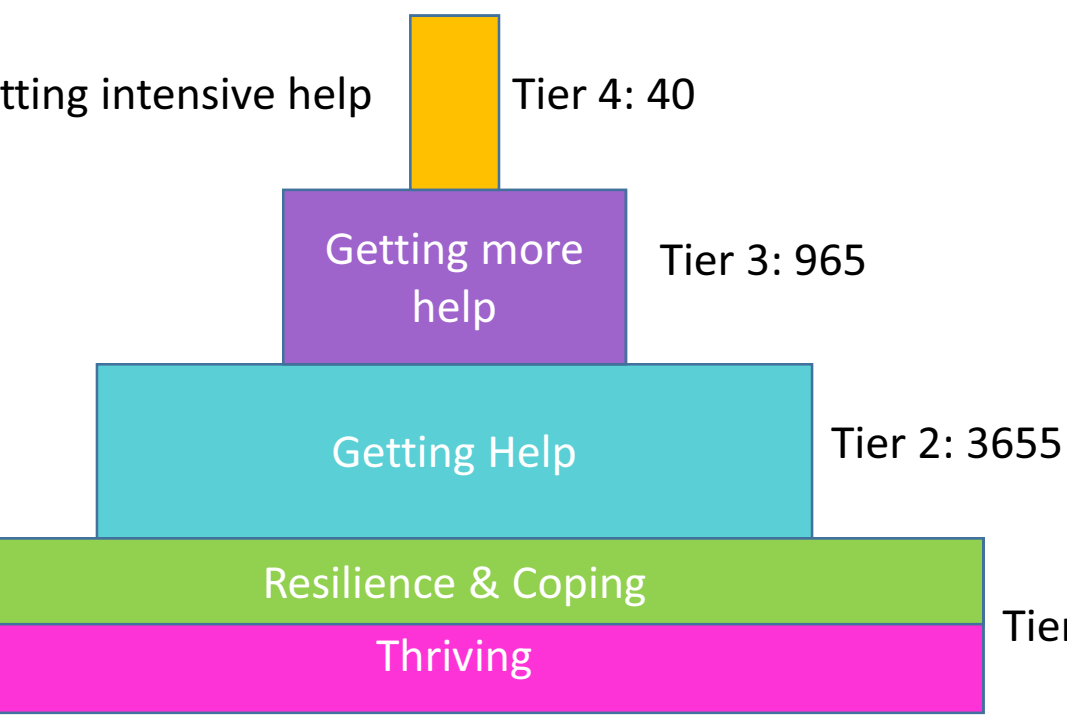 tting intensive help
Tier 4: 40
Getting more
help
Tier 3: 965
Getting Help
Tier 2: 3655
Resilience & Coping
Thriving
Tier